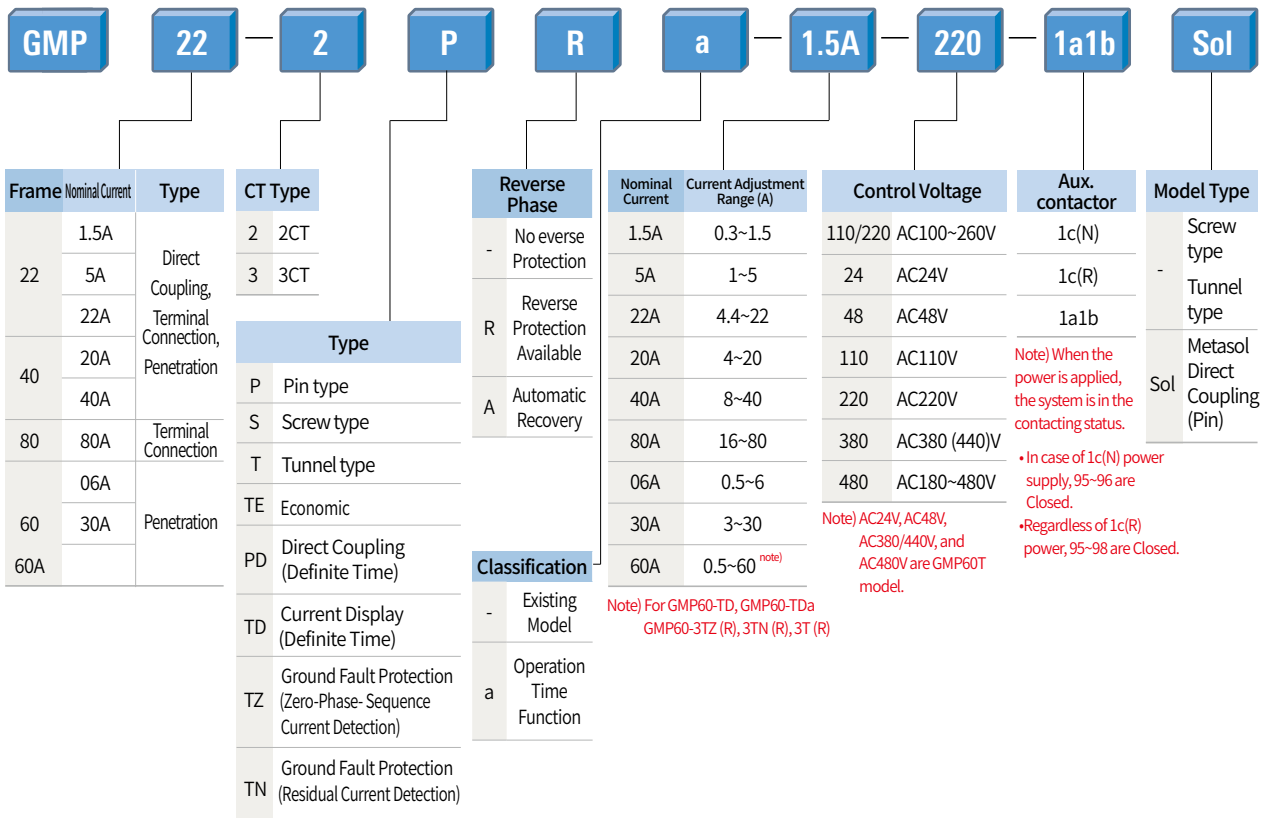 GMP 22 — 2 P R a — 1.5A — 220 — 1a1b Sol
Frame Nominal Current Type
22 1.5A Direct Coupling, Terminal Connection, Penetration
5A
22A
40 20A
40A
80 80A Terminal Connection
60 06A Penetration
30A
60A
CT Type
2 2CT
3 3CT
Type
P Pin type
S Screw type
T Tunnel type
TE Economic
PD Direct Coupling
(Definite Time)
TD Current Display
(Definite Time)
TZ Ground Fault Protection
(Zero-Phase- Sequence
Current Detection)
TN Ground Fault Protection
(Residual Current Detection)
Reverse
Phase
- No everse
Protection
R Reverse
Protection
Available
A Automatic
Recovery
Classification
- Existing
Model
a Operation
Time
Function
Nominal Current Current Adjustment Range (A)
1.5A 0.3~1.5
5A 1~5
22A 4.4~22
20A 4~20
40A 8~40
80A 16~80
06A 0.5~6
30A 3~30
60A 0.5~60 note)
Note) For GMP60-TD, GMP60-TDa
GMP60-3TZ (R), 3TN (R), 3T (R)
Control Voltage
110/220 AC100~260V
24 AC24V
48 AC48V
110 AC110V
220 AC220V
380 AC380 (440)V
480 AC180~480V
Note) AC24V, AC48V,
AC380/440V, and
AC480V are GMP60T
model.
Aux.
contactor
1c(N)
1c(R)
1a1b
Note) When the
power is applied,
the system is in the
contacting status.
• In case of 1c(N) power
supply, 95~96 are
Closed.
•Regardless of 1c(R)
power, 95~98 are Closed.
Model Type
- Screw
type
Tunnel
type
Sol Metasol
Direct
Coupling
(Pin)